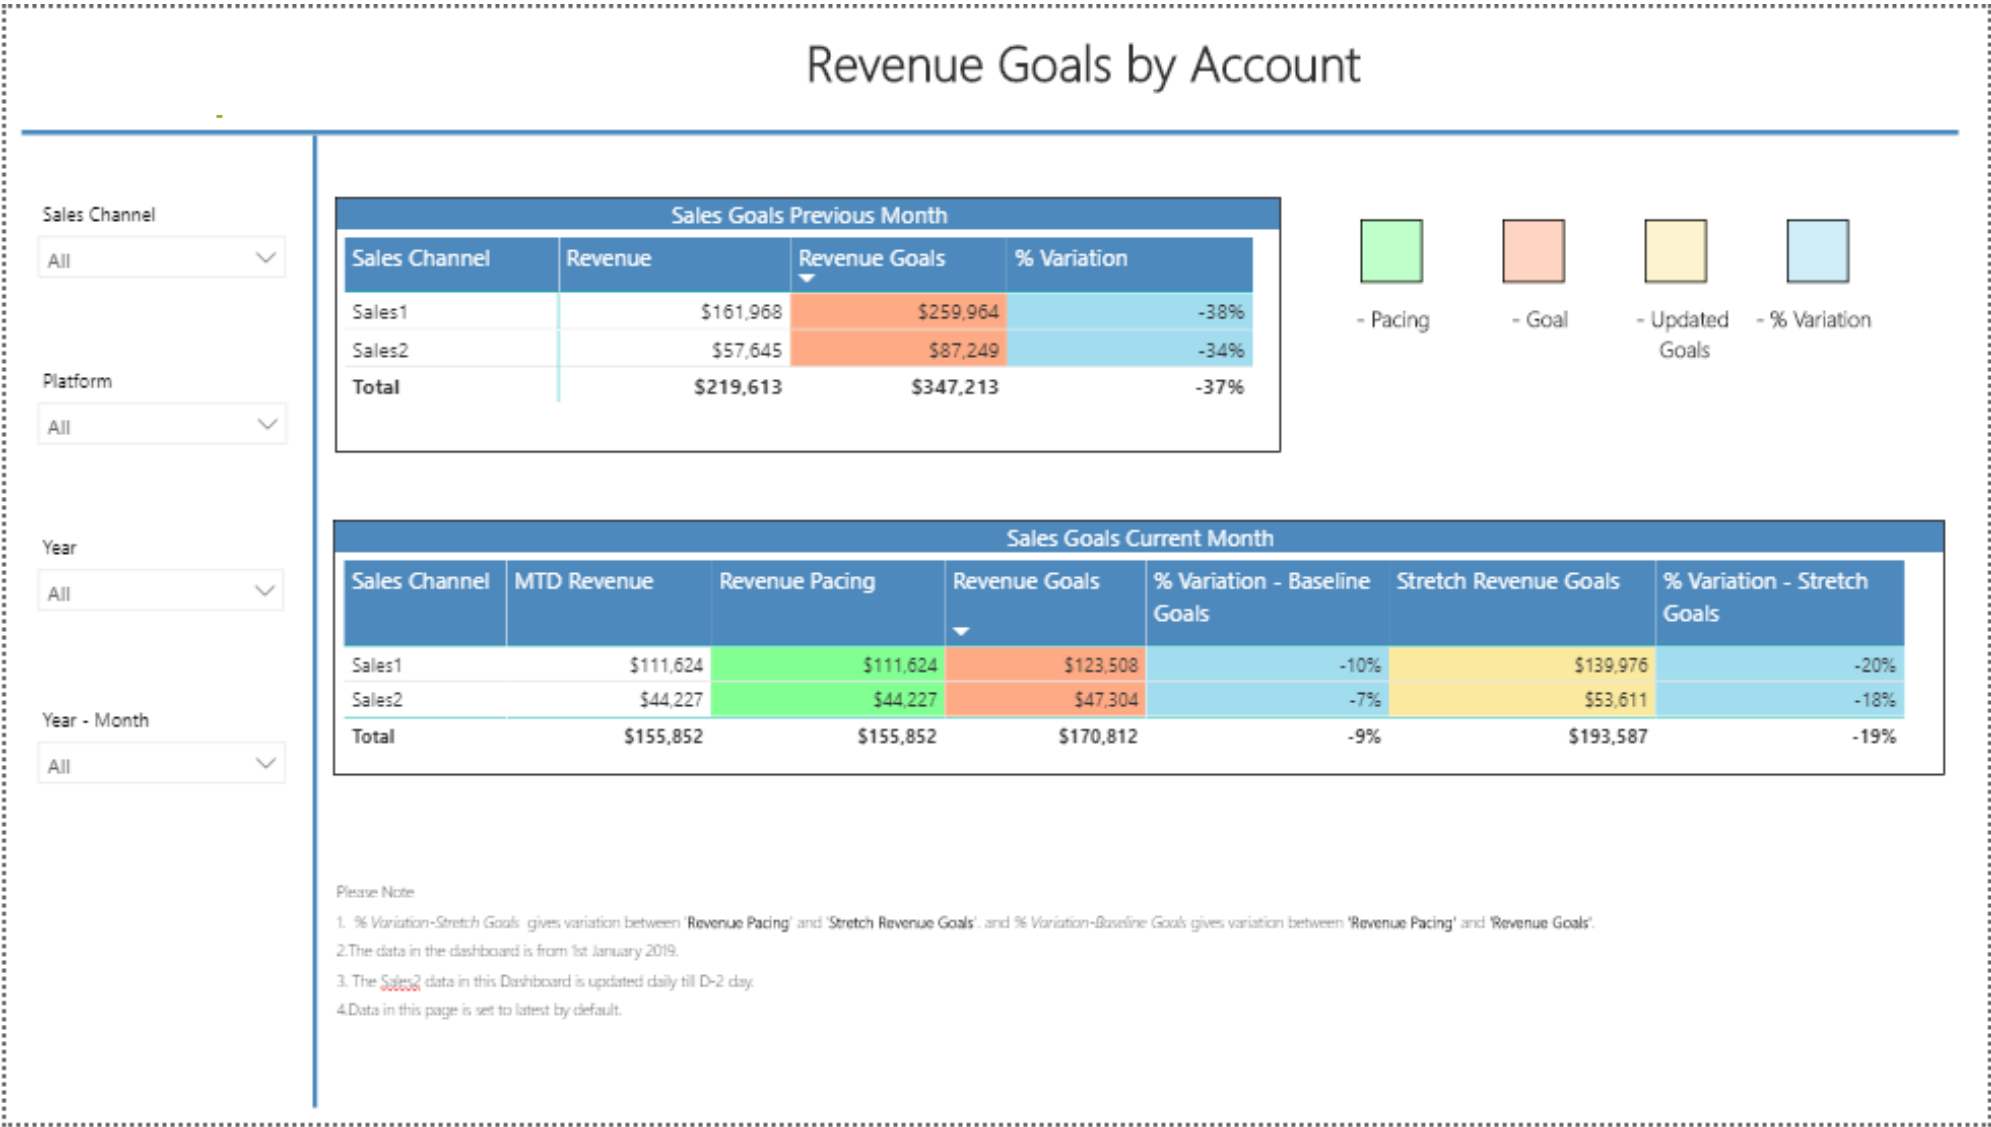 Revenue Goals by Account
Sales Channel
All
Platform
All
Year
All
Year - Month
All
Sales Goals Previous Month
Sales Channel Revenue Revenue Goals % Variation
Sales1 $161,968 $259,964 -38%
Sales2 $57,645 $87,249 -34%
Total $219,613 $347,213 -37%
- Pacing
- Goal
- Updated
Goals
- % Variation
Sales Goals Current Month
Sales Channel MTD Revenue Revenue Pacing Revenue Goals % Variation - Baseline Stretch Revenue Goals % Variation - Stretch
Goals Goals
Sales1 $111,624 $111,624 $123,508 -10% $139,976 -20%
Sales2 $44,227 $44,227 $47,304 -7% $53,611 -18%
Total $155,852 $155,852 $170,812 -9% $193,587 -19%
Please Note
1. % Variation-Stretch Goals gives variation between 'Revenue Pacing' and 'Stretch Revenue Goals'. and % Variation-Baseline Goals gives variation between 'Revenue Pacing' and 'Revenue Goals'.
2.The data in the dashboard is from 1st January 2019.
3. The Sales2 data in this Dashboard is updated daily till D-2 day.
4.Data in this page is set to latest by default.